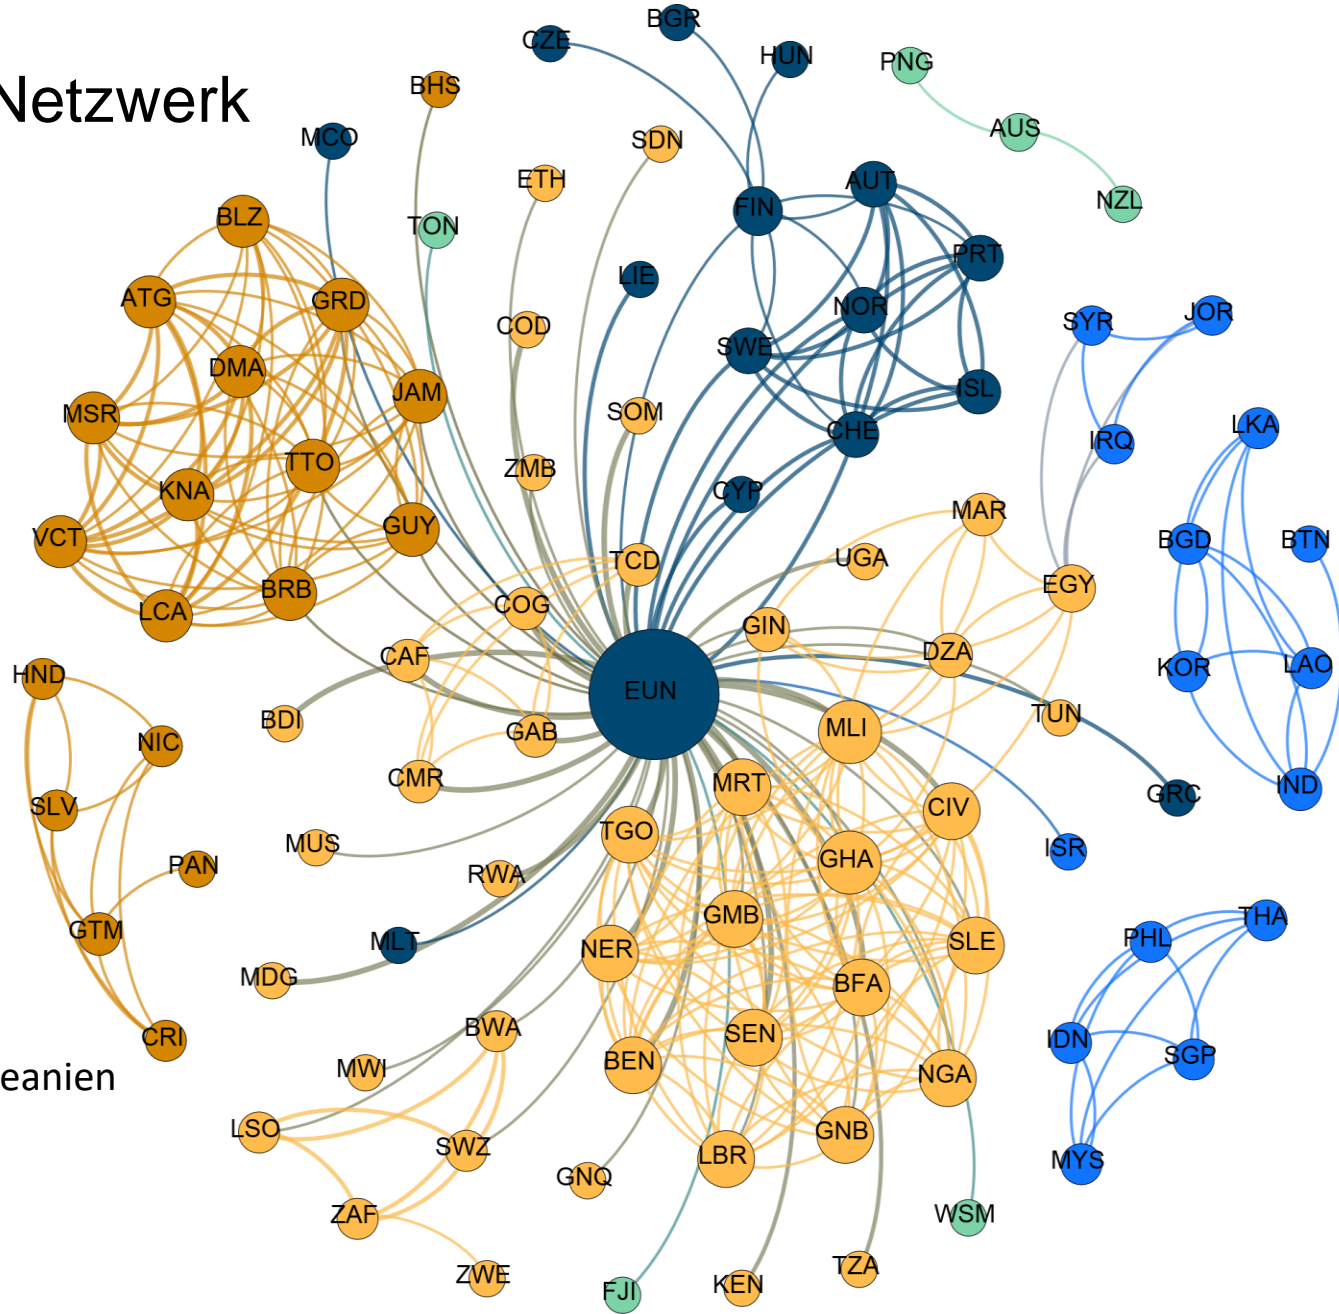 BGR
CZE
HUN
PNG
BHS
Netzwerk
AUS
MCO
SDN
ETH
AUT
NZL
FIN
BLZ
TON
PRT
LIE
ATG
GRD
NOR
JOR
SYR
COD
SWE
DMA
ISL
JAM
MSR
SOM
LKA
CHE
IRQ
TTO
ZMB
KNA
CYP
MAR
GUY
VCT
BGD
BTN
TCD
UGA
EGY
BRB
COG
LCA
GIN
DZA
CAF
KOR
LAO
HND
EUN
BDI
TUN
GAB
MLI
NIC
CMR
MRT
IND
GRC
SLV
CIV
TGO
MUS
ISR
GHA
PAN
RWA
GMB
THA
GTM
MLT
PHL
SLE
NER
MDG
BFA
BWA
SEN
CRI
IDN
SGP
BEN
MWI
NGA
eanien
LSO
GNB
SWZ
LBR
MYS
GNQ
ZAF
WSM
TZA
ZWE
KEN
FJI